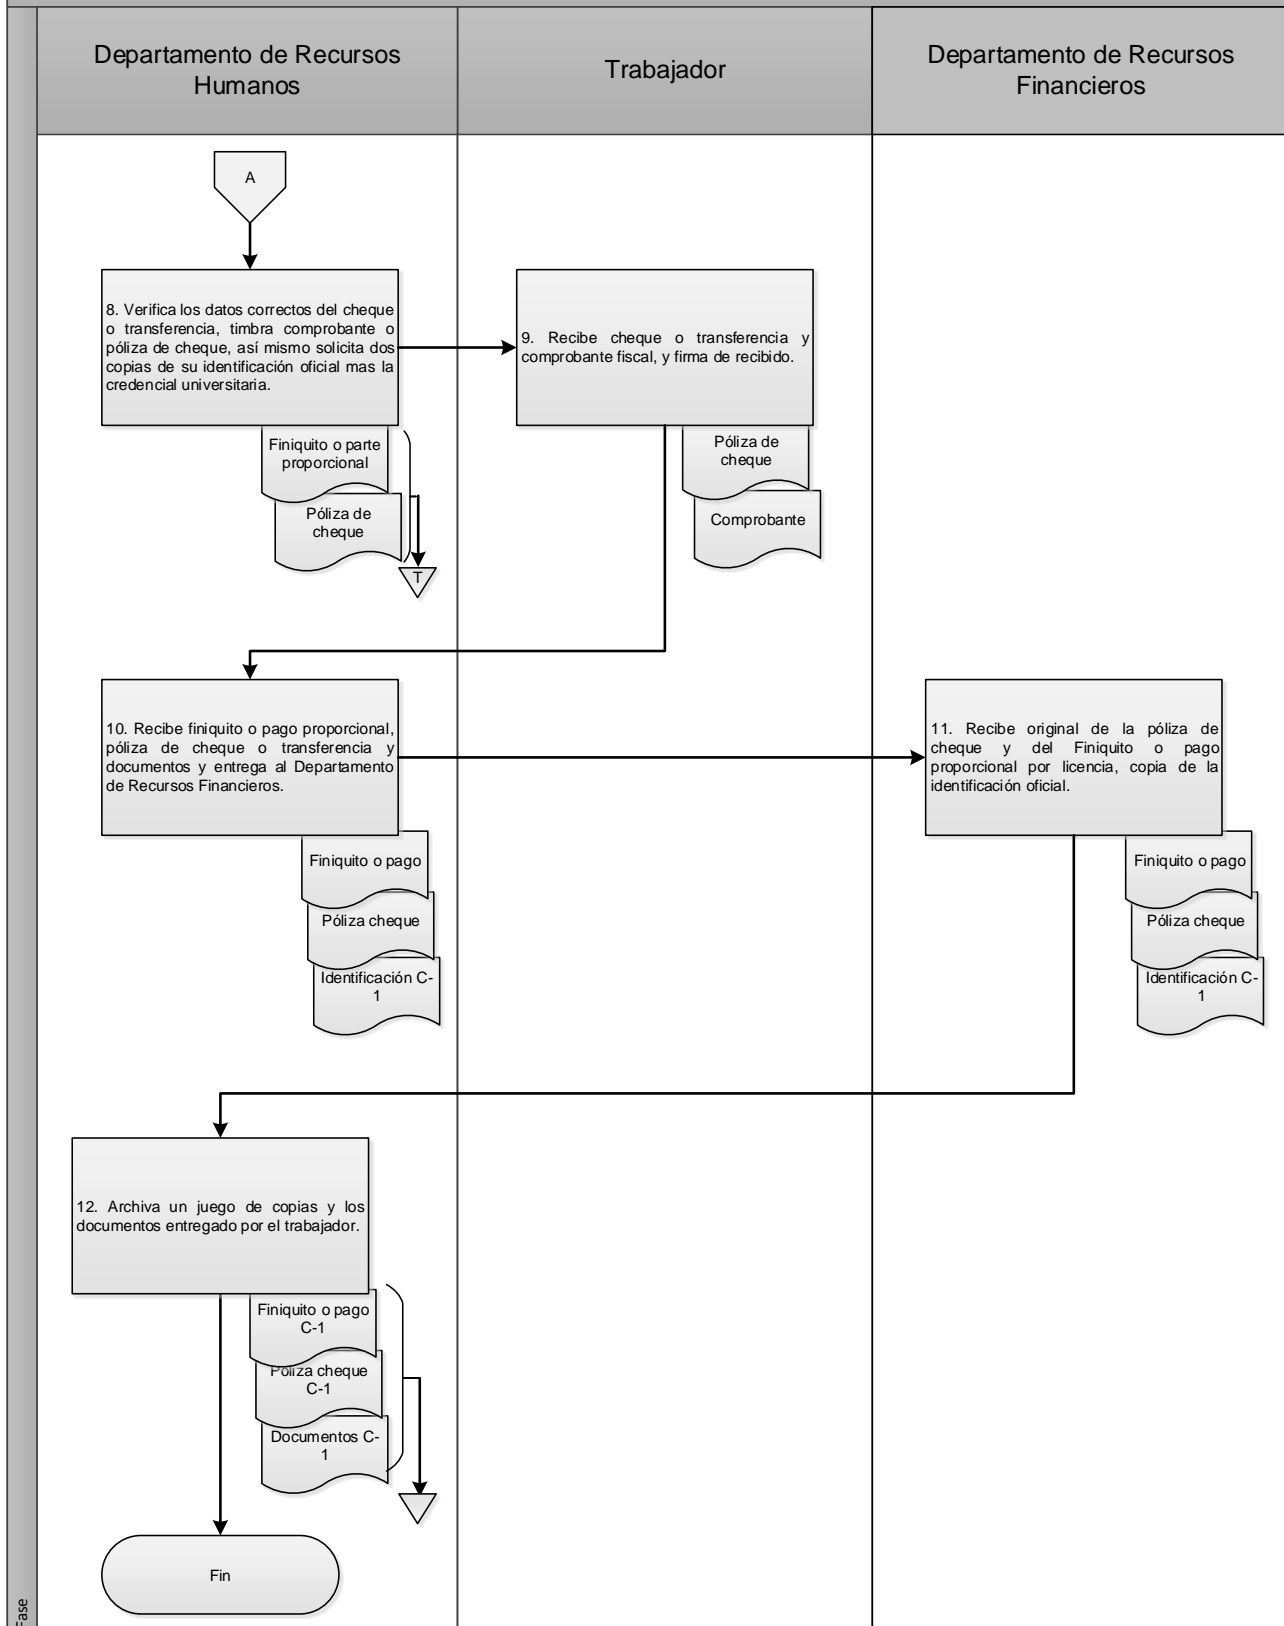 Departamento de Recursos
Humanos
Trabajador
Departamento de Recursos
Financieros
A
8. Verifica los datos correctos del cheque
o transferencia, timbra comprobante o
póliza de cheque, así mismo solicita dos
copias de su identificación oficial mas la
credencial universitaria.
9. Recibe cheque o transferencia y
comprobante fiscal, y firma de recibido.
Finiquito o parte
proporcional
Póliza de
cheque
T
Póliza de
cheque
Comprobante
10. Recibe finiquito o pago proporcional,
póliza de cheque o transferencia y
documentos y entrega al Departamento
de Recursos Financieros.
11. Recibe original de la póliza de
cheque y del Finiquito o pago
proporcional por licencia, copia de la
identificación oficial.
Finiquito o pago
Póliza cheque
Identificación C-
1
Finiquito o pago
Póliza cheque
Identificación C-
1
12. Archiva un juego de copias y los
documentos entregado por el trabajador.
Finiquito o pago
C-1
Póliza cheque
C-1
Documentos C-
1
Fin
Fase